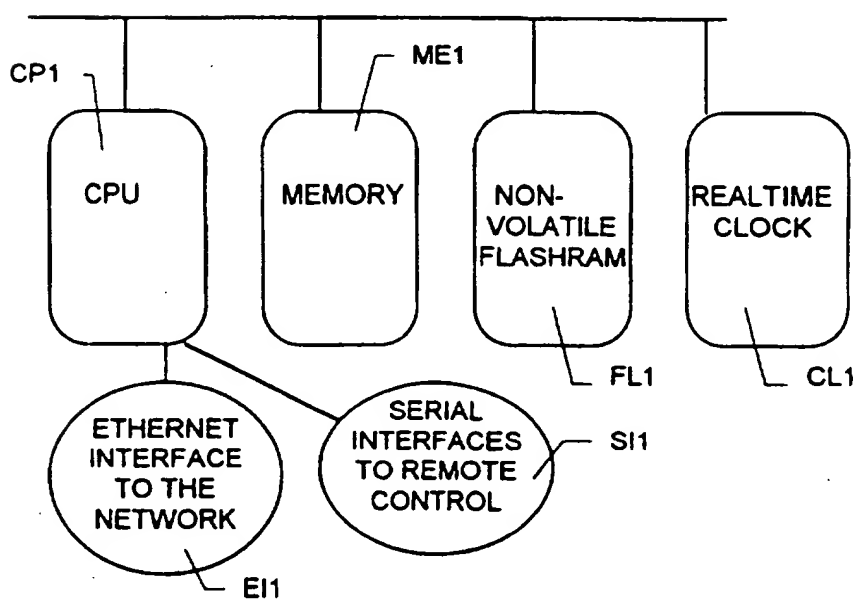 CP1
ME1
CPU
MEMORY
NON-
VOLATILE
FLASHRAM
REALTIME
CLOCK
FL1
CL1
ETHERNET
INTERFACE
TO THE
NETWORK
EI1
SERIAL
INTERFACES
TO REMOTE
CONTROL
SI1